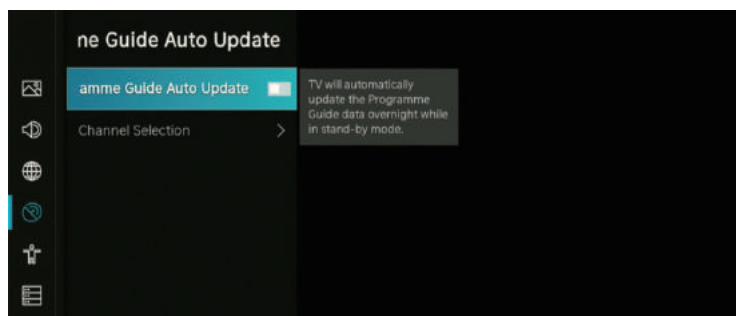 ne Guide Auto Update
amme Guide Auto Update
TV will automatically
update the Programme
Guide data overnight while
in stand-by mode.
Channel Selection